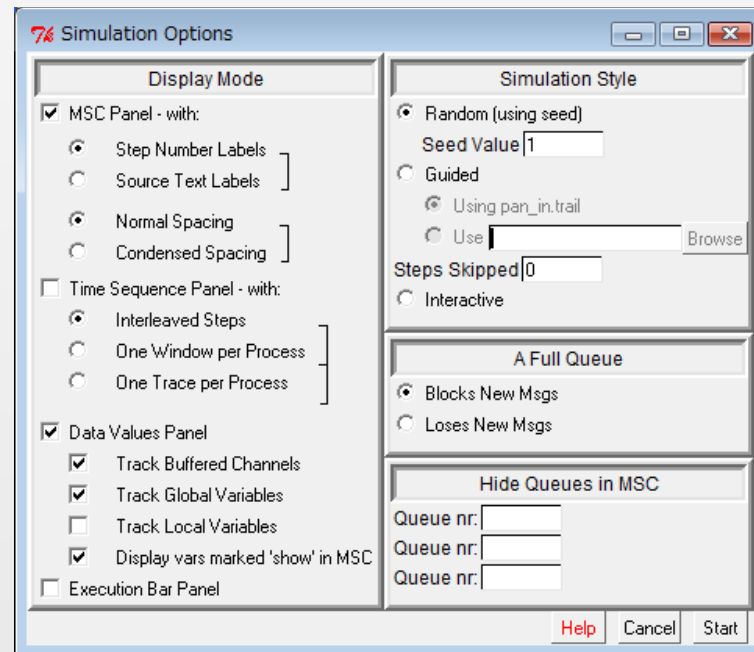 Simulation Options
Display Mode
MSC Panel - with:
Step Number Labels
Source Text Labels
Normal Spacing
Condensed Spacing
Time Sequence Panel - with:
Interleaved Steps
One Window per Process
One Trace per Process
Data Values Panel
Track Buffered Channels
Track Global Variables
Track Local Variables
Display vars marked 'show' in MSC
Execution Bar Panel
Simulation Style
Random (using seed)
Seed Value 1
Guided
Using pan_in.trail
Use Browse
Steps Skipped 0
Interactive
A Full Queue
Blocks New Msgs
Loses New Msgs
Hide Queues in MSC
Queue nr:
Queue nr:
Queue nr:
Help Cancel Start